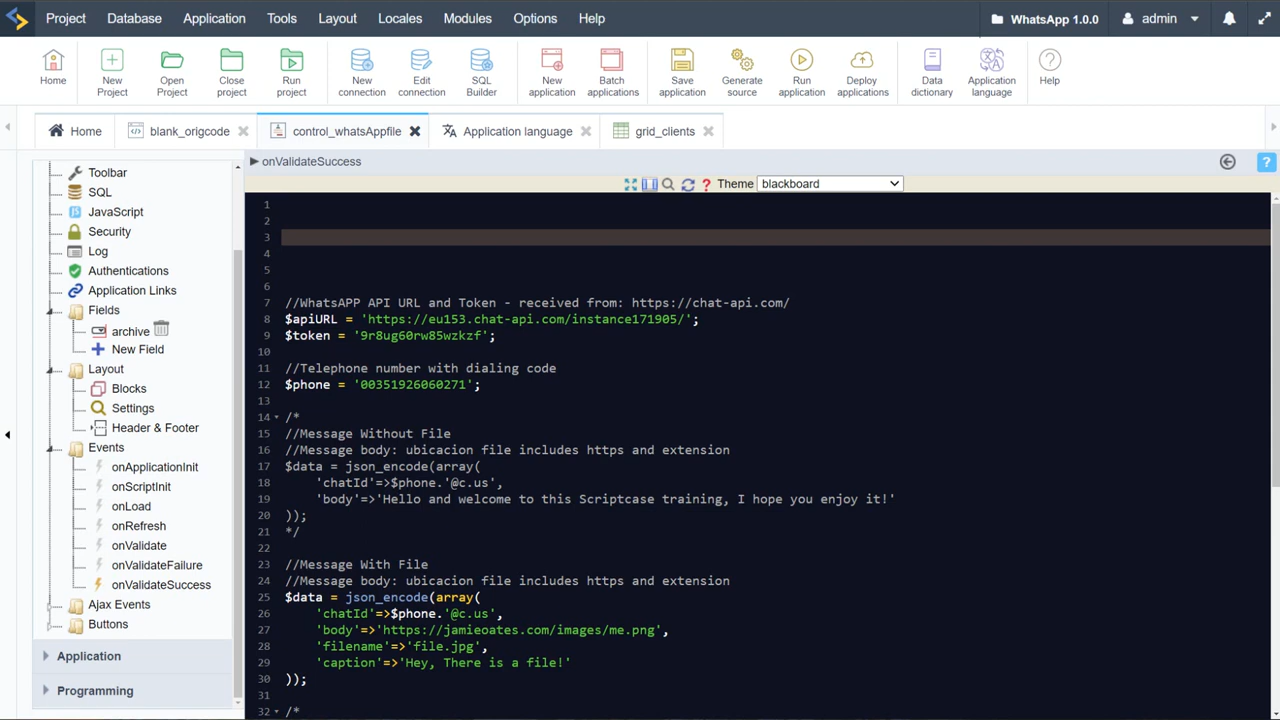 Project Database Application Tools Layout Locales Modules Options Help WhatsApp 1.0.0 admin
Home New Project Open Project Close project Run project New connection Edit connection SQL Builder New application Batch applications Save application Generate source Run application Deploy applications Data dictionary Application language Help
Home blank_origcode control_whatsAppfile Application language grid_clients
Toolbar
SQL
JavaScript
Security
Log
Authentications
Application Links
Fields
archive
New Field
Layout
Blocks
Settings
Header & Footer
Events
onApplicationInit
onScriptInit
onLoad
onRefresh
onValidate
onValidateFailure
onValidateSuccess
Ajax Events
Buttons
Application
Programming
onValidateSuccess
?
? Theme blackboard
1
2
3
4
5
6
7 //WhatsAPP API URL and Token - received from: https://chat-api.com/
8 $apiURL = 'https://eu153.chat-api.com/instance171905/';
9 $token = '9r8ug60rw85wzkzf';
10
11 //Telephone number with dialing code
12 $phone = '00351926060271';
13
14 /*
15 //Message Without File
16 //Message body: ubicacion file includes https and extension
17 $data = json_encode(array(
18 'chatId'=>$phone.'@c.us',
19 'body'=>'Hello and welcome to this Scriptcase training, I hope you enjoy it!'
20 ));
21 */
22
23 //Message With File
24 //Message body: ubicacion file includes https and extension
25 $data = json_encode(array(
26 'chatId'=>$phone.'@c.us',
27 'body'=>'https://jamieoates.com/images/me.png',
28 'filename'=>'file.jpg',
29 'caption'=>'Hey, There is a file!'
30 ));
31
32 /*